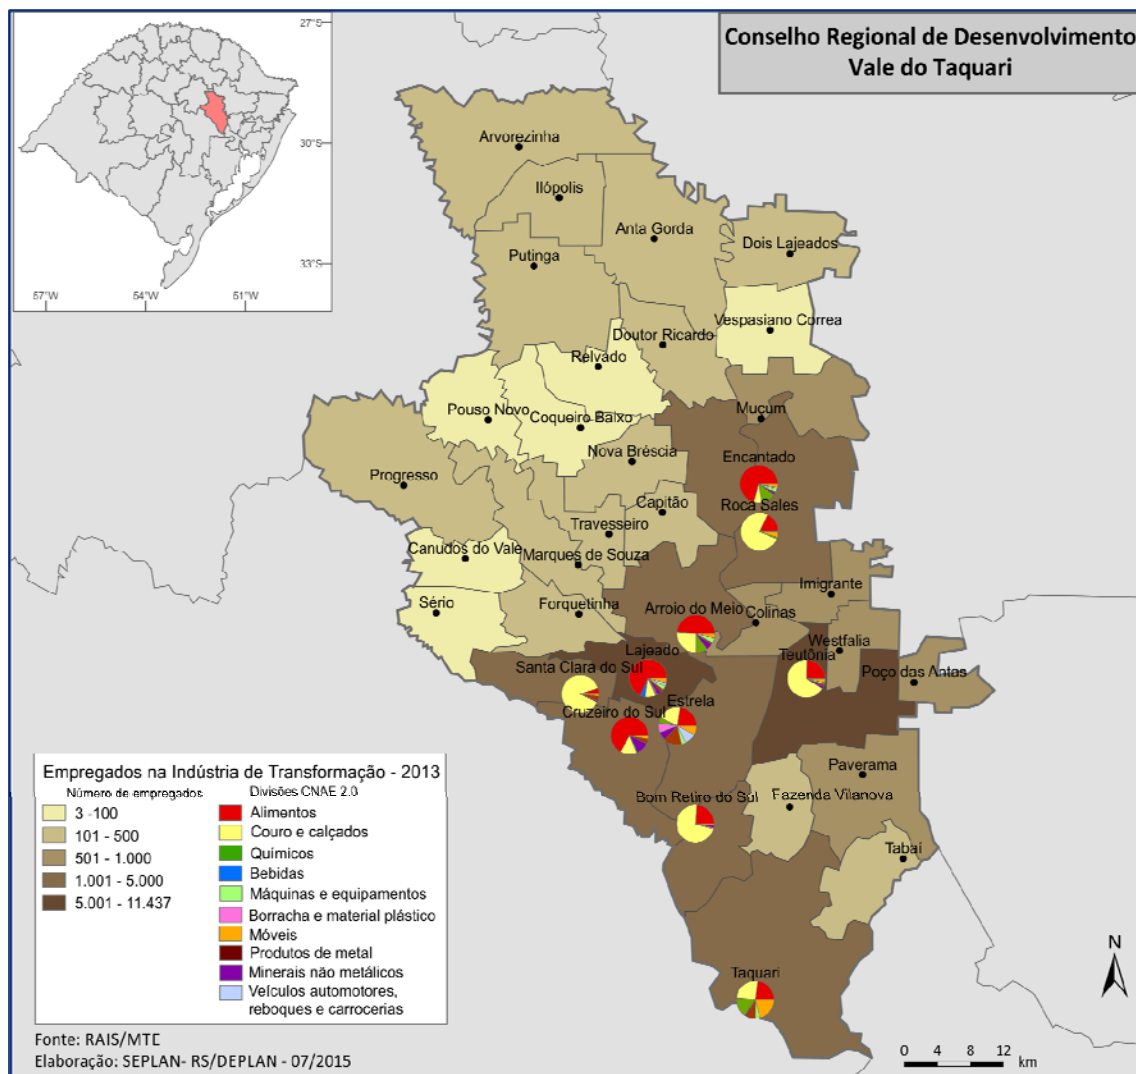 Conselho Regional de Desenvolvimento
Vale do Taquari
27°S
30°S
33°S
57°W
54°W
51°W
Arvorezinha
Ilópolis
Anta Gorda
Dois Lajeados
Putinga
Vespasiano Correa
Doutor Ricardo
Relvado
Pouso Novo
Coqueiro Baixo
Muçum
Nova Bréscia
Encantado
Progresso
Roca Sales
Capitão
Travesseiro
Canudos do Vale
Marques de Souza
Imigrante
Sério
Forquetinha
Arroio do Meio
Colinas
Westfalia
Lajeado
Teutônia
Santa Clara do Sul
Poço das Antas
Estrela
Cruzeiro do Sul
Paverama
Bom Retiro do Sul
Fazenda Vilanova
Tabaí
Taquari
Empregados na Indústria de Transformação - 2013
Número de empregados
3 -100
101 - 500
501 - 1.000
1.001 - 5.000
5.001 - 11.437
Divisões CNAE 2.0
Alimentos
Couro e calçados
Químicos
Bebidas
Máquinas e equipamentos
Borracha e material plástico
Móveis
Produtos de metal
Minerais não metálicos
Veículos automotores,
reboques e carrocerias
Fonte: RAIS/MTE
Elaboração: SEPLAN- RS/DEPLAN - 07/2015
N
0 4 8 12
km